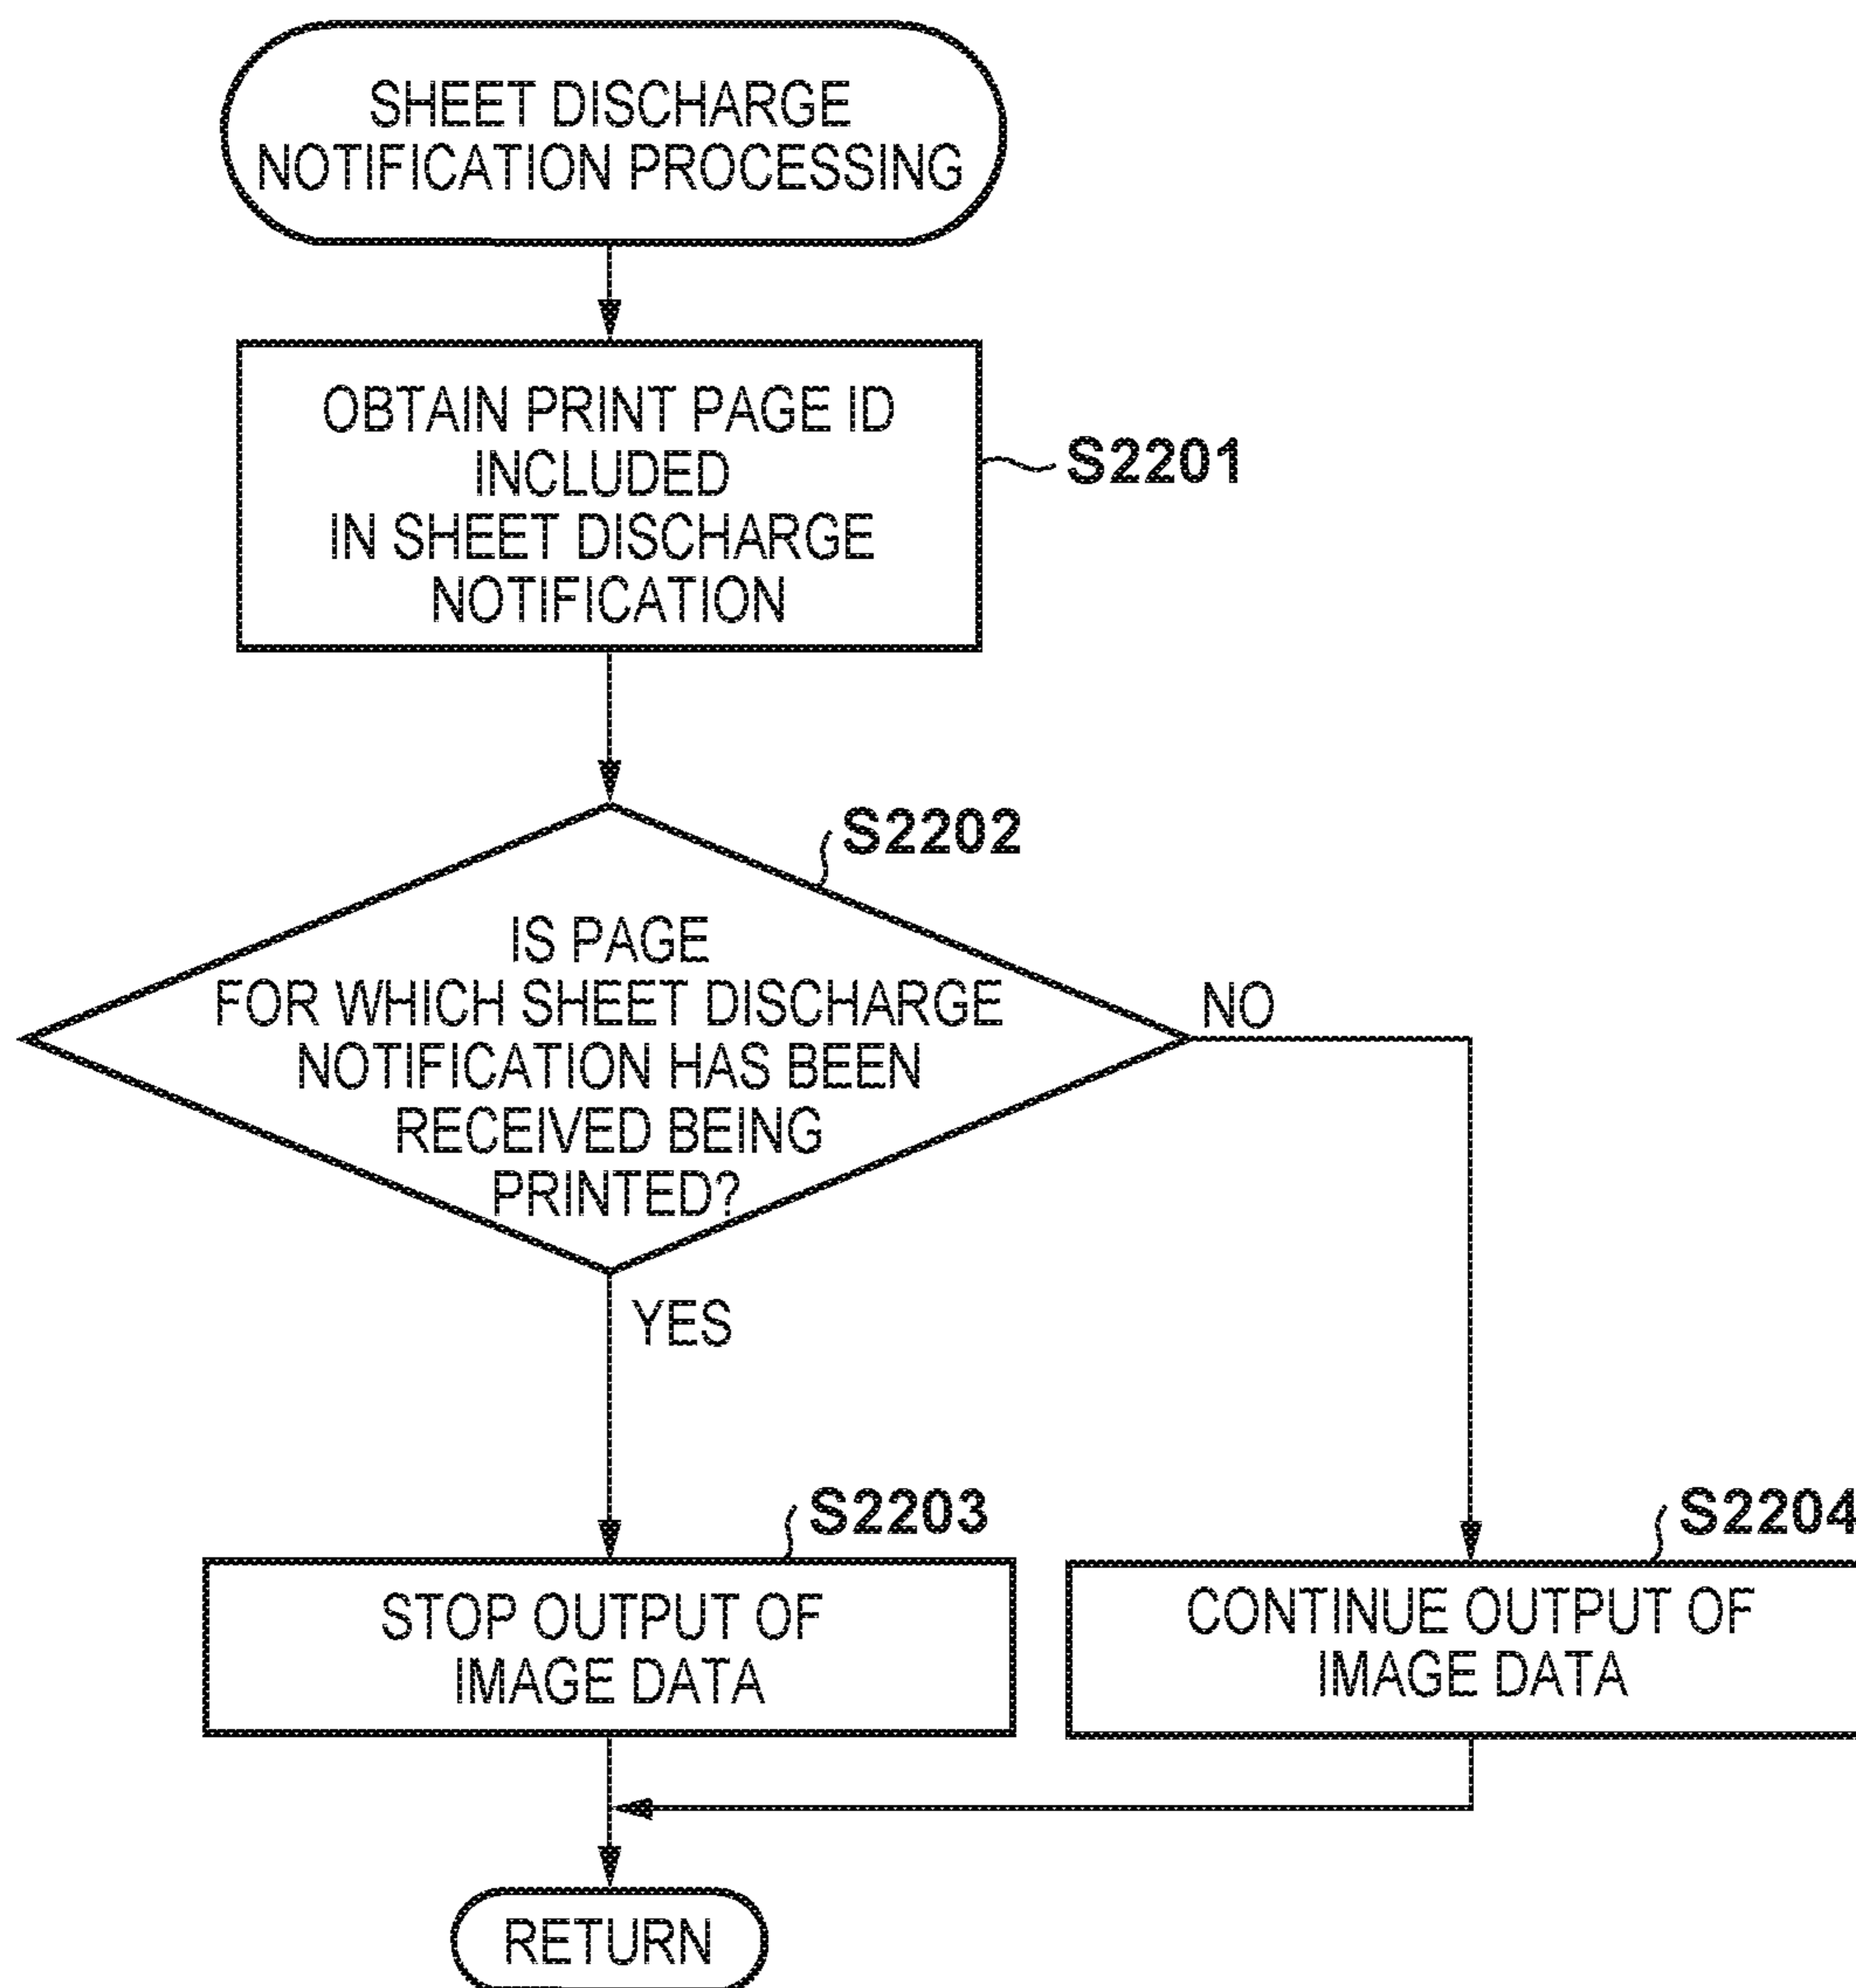 SHEET DISCHARGE
NOTIFICATION PROCESSING
OBTAIN PRINT PAGE ID
INCLUDED
IN SHEET DISCHARGE
NOTIFICATION
S2201
S2202
IS PAGE
FOR WHICH SHEET DISCHARGE
NOTIFICATION HAS BEEN
RECEIVED BEING
PRINTED?
NO
YES
S2203
STOP OUTPUT OF
IMAGE DATA
S2204
CONTINUE OUTPUT OF
IMAGE DATA
RETURN